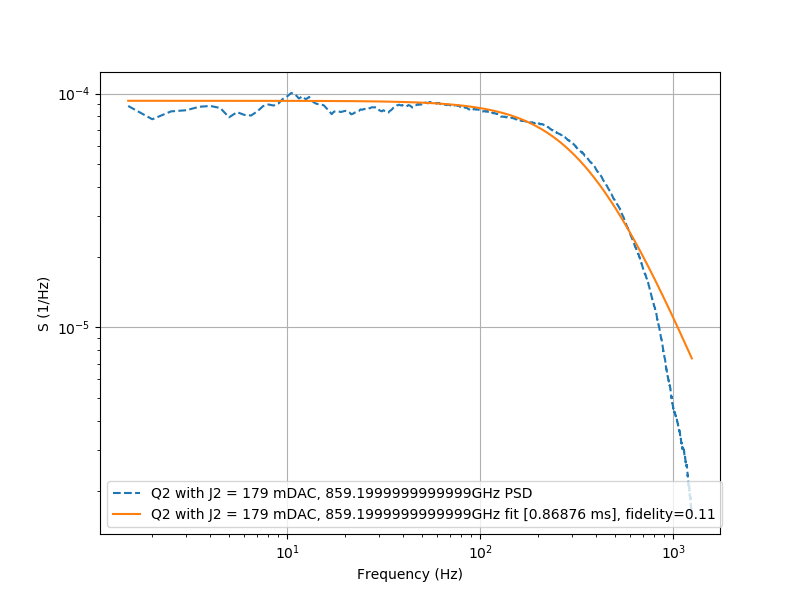 S (1/Hz)
10⁻⁴
10⁻⁵
Q2 with J2 = 179 mDAC, 859.1999999999999GHz PSD
Q2 with J2 = 179 mDAC, 859.1999999999999GHz fit [0.86876 ms], fidelity=0.11
10¹ 10² 10³
Frequency (Hz)